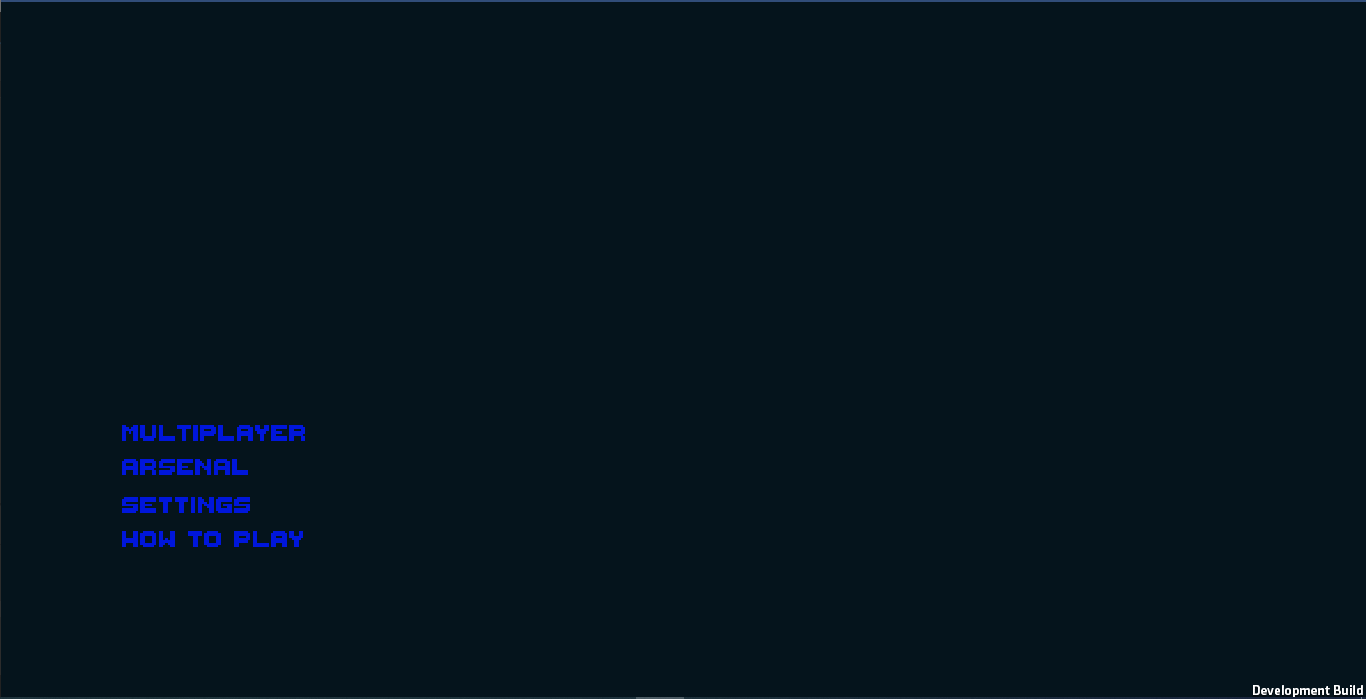 MULTIPLAYER
ARSENAL
SETTINGS
HOW TO PLAY
Development Build